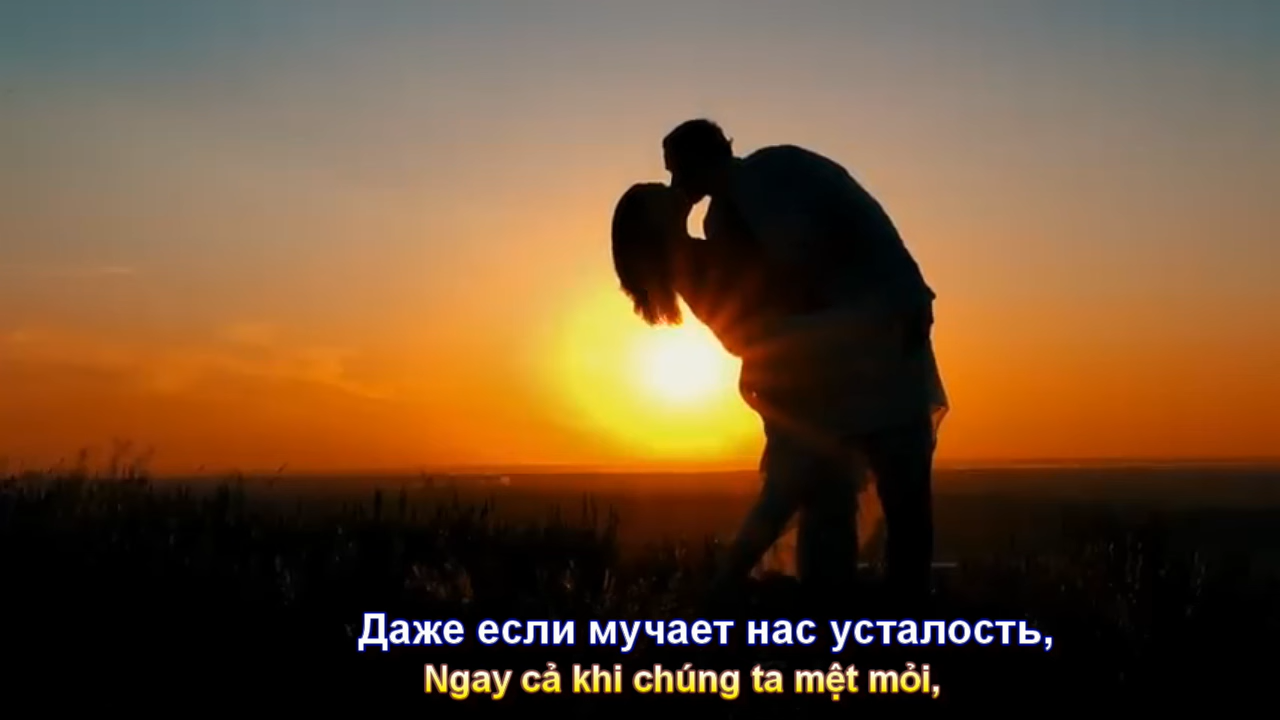 Даже если мучает нас усталость,
Ngay cả khi chúng ta mệt mỏi,